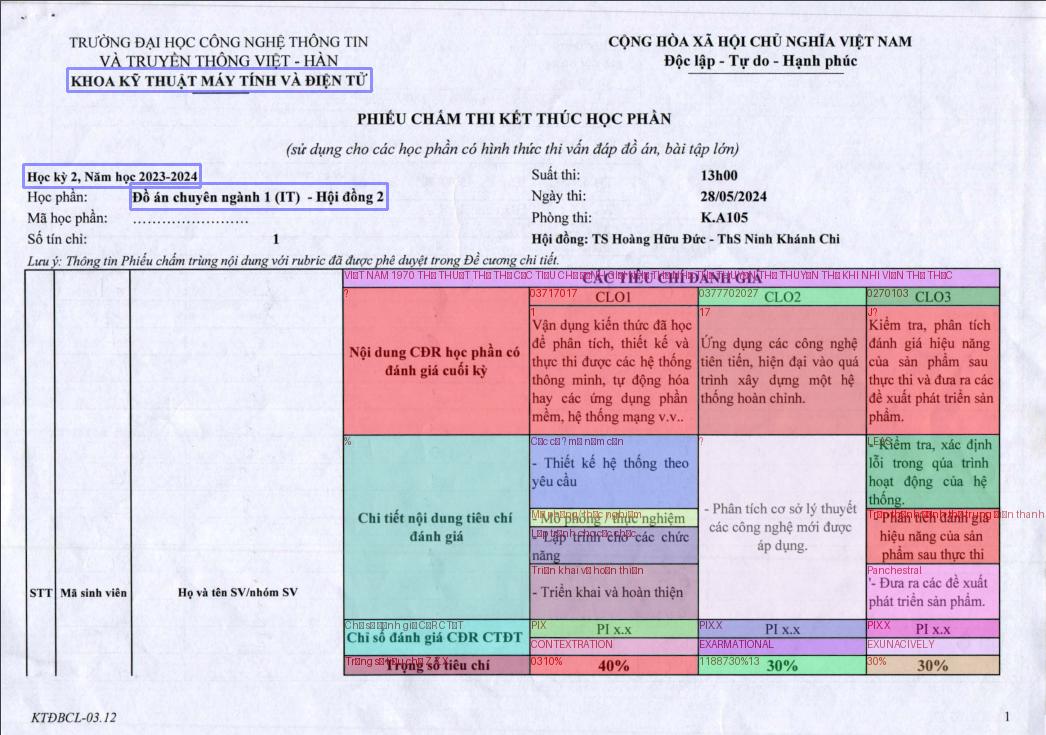 TRƯỜNG ĐẠI HỌC CÔNG NGHỆ THÔNG TIN
VÀ TRUYỀN THÔNG VIỆT - HÀN
KHOA KỸ THUẬT MÁY TÍNH VÀ ĐIỆN TỬ
CỘNG HÒA XÃ HỘI CHỦ NGHĨA VIỆT NAM
Độc lập - Tự do - Hạnh phúc
PHIẾU CHẤM THI KẾT THÚC HỌC PHẦN
(sử dụng cho các học phần có hình thức thi vấn đáp đồ án, bài tập lớn)
Học kỳ 2, Năm học 2023-2024
Suất thi: 13h00
Học phần: Đồ án chuyên ngành 1 (IT) - Hội đồng 2
Ngày thi: 28/05/2024
Mã học phần: ........................
Phòng thi: K.A105
Số tín chỉ: 1
Hội đồng: TS Hoàng Hữu Đức - ThS Ninh Khánh Chi
Lưu ý: Thông tin Phiếu chấm trùng nội dung với rubric đã được phê duyệt trong Đề cương chi tiết.
STT
Mã sinh viên
Họ và tên SV/nhóm SV
CÁC TIÊU CHÍ ĐÁNH GIÁ
?
03717017
CLO1
0377702027
CLO2
0270103
CLO3
Nội dung CĐR học phần có
đánh giá cuối kỳ
1
Vận dụng kiến thức đã học
để phân tích, thiết kế và
thực thi được các hệ thống
thông minh, tự động hóa
hay các ứng dụng phần
mềm, hệ thống mạng v.v..
17
Ứng dụng các công nghệ
tiên tiến, hiện đại vào quá
trình xây dựng một hệ
thống hoàn chỉnh.
J?
Kiểm tra, phân tích
đánh giá hiệu năng
của sản phẩm sau
thực thi và đưa ra các
đề xuất phát triển sản
phẩm.
%
Chi tiết nội dung tiêu chí
đánh giá
- Thiết kế hệ thống theo
yêu cầu
- Mô phỏng / thực nghiệm
- Lập trình cho các chức
năng
- Triển khai và hoàn thiện
?
- Phân tích cơ sở lý thuyết
các công nghệ mới được
áp dụng.
- Kiểm tra, xác định
lỗi trong qúa trình
hoạt động của hệ
thống.
- Phân tích đánh giá
hiệu năng của sản
phẩm sau thực thi
Panchestral
'- Đưa ra các đề xuất
phát triển sản phẩm.
Chỉ số đánh giá CĐR CTĐT
PIX
PI x.x
PIXX
PI x.x
PIXX
PI x.x
CONTEXTRATION
EXARMATIONAL
EXUNACIVELY
Trọng số tiêu chí
0310%
40%
1188730%13
30%
30%
30%
KTĐBCL-03.12
1